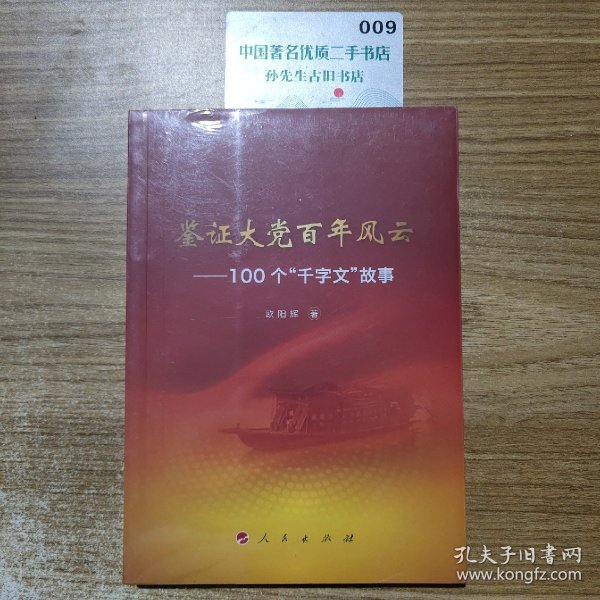 009
中国著名优质二手书店
孙先生古旧书店
鉴证大党百年风云
——100个“千字文”故事
欧阳辉 著
人民出版社
孔夫子旧书网
www.kongfz.com